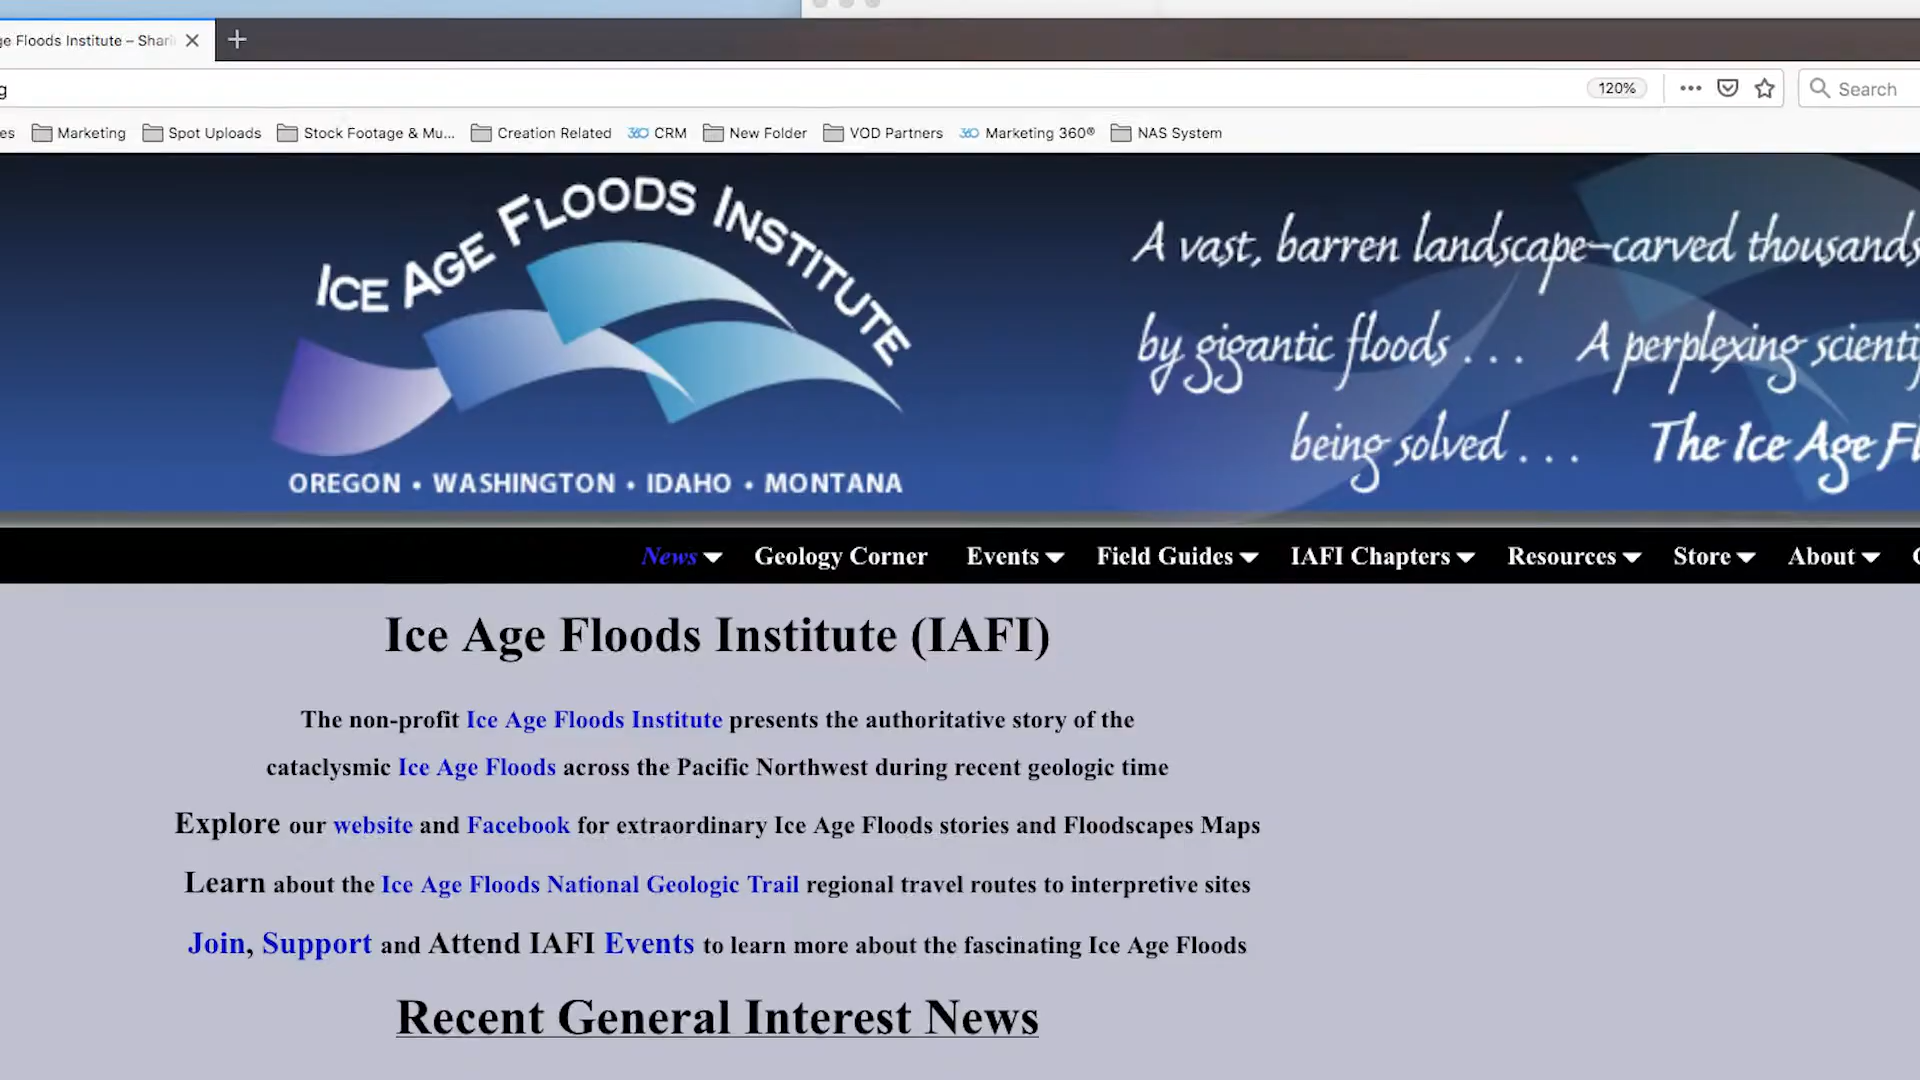 ge Floods Institute – Shari
g
120%
Search
es Marketing Spot Uploads Stock Footage & Mu... Creation Related CRM New Folder VOD Partners Marketing 360® NAS System
ICE AGE FLOODS INSTITUTE
OREGON • WASHINGTON • IDAHO • MONTANA
A vast, barren landscape–carved thousands
by gigantic floods . . . A perplexing scienti
being solved . . . The Ice Age Fl
News Geology Corner Events Field Guides IAFI Chapters Resources Store About
Ice Age Floods Institute (IAFI)
The non-profit Ice Age Floods Institute presents the authoritative story of the
cataclysmic Ice Age Floods across the Pacific Northwest during recent geologic time
Explore our website and Facebook for extraordinary Ice Age Floods stories and Floodscapes Maps
Learn about the Ice Age Floods National Geologic Trail regional travel routes to interpretive sites
Join, Support and Attend IAFI Events to learn more about the fascinating Ice Age Floods
Recent General Interest News